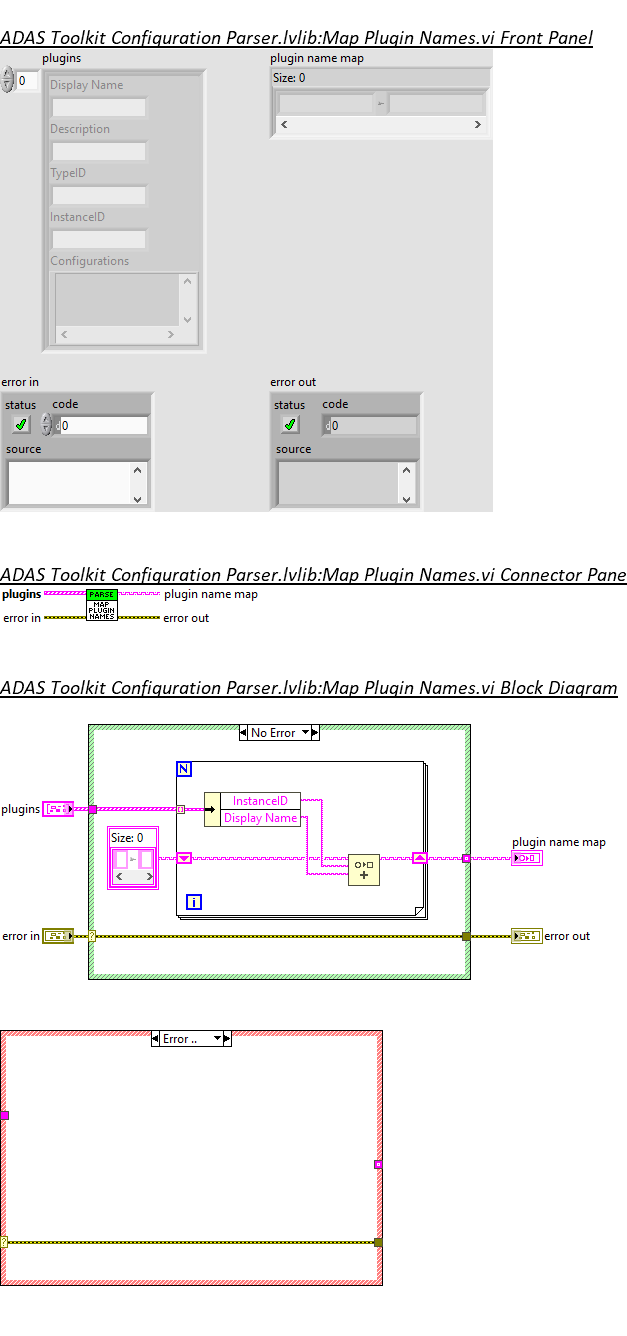 ADAS Toolkit Configuration Parser.lvlib:Map Plugin Names.vi Front Panel
plugins
plugin name map
0
Size: 0
Display Name
Description
TypeID
InstanceID
Configurations
error in
error out
status code
status code
0
0
source
source
ADAS Toolkit Configuration Parser.lvlib:Map Plugin Names.vi Connector Pane
plugins
PARSE
MAP
PLUGIN
NAMES
plugin name map
error in
error out
ADAS Toolkit Configuration Parser.lvlib:Map Plugin Names.vi Block Diagram
No Error
N
InstanceID
Display Name
plugins
Size: 0
plugin name map
i
error in
?
error out
Error ..
?